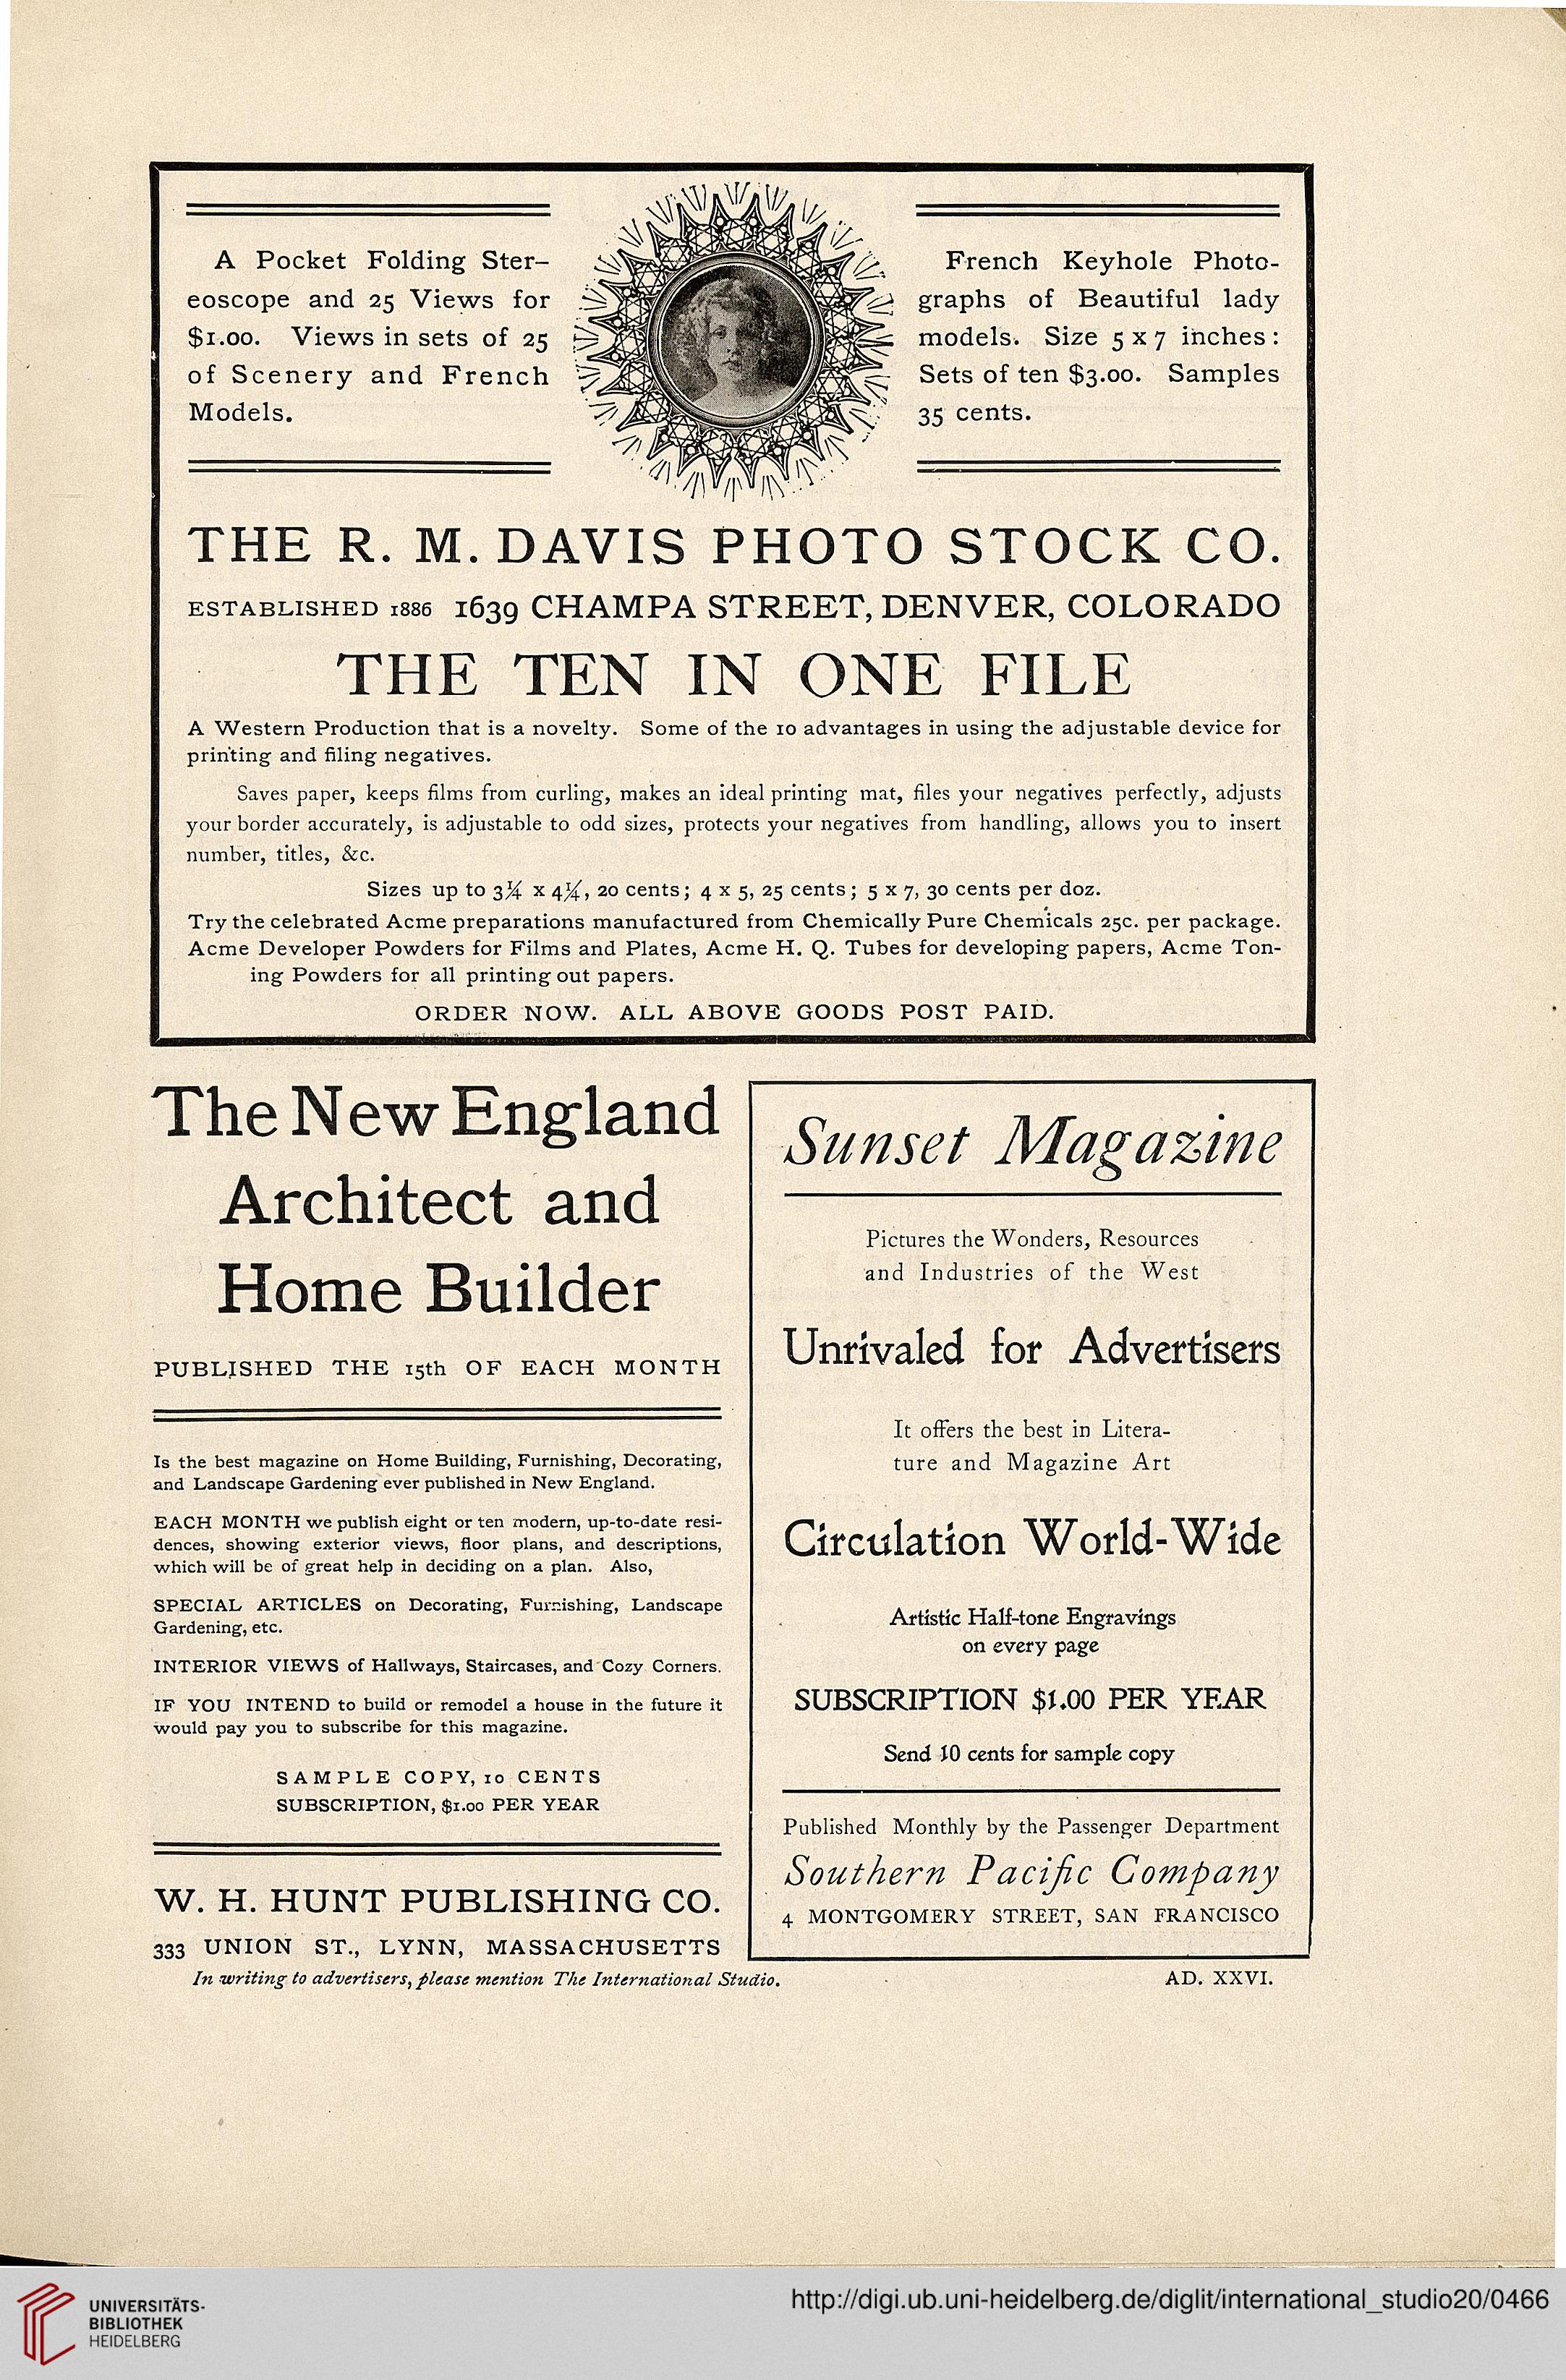 A Pocket Folding Ster-
eoscope and 25 Views for
$1.00. Views in sets of 25
of Scenery and French
Models.
French Keyhole Photo-
graphs of Beautiful lady
models. Size 5 x 7 inches:
Sets of ten $3.00. Samples
35 cents.
THE R. M. DAVIS PHOTO STOCK CO.
ESTABLISHED 1886 1639 CHAMPA STREET, DENVER, COLORADO
THE TEN IN ONE FILE
A Western Production that is a novelty. Some of the 10 advantages in using the adjustable device for
printing and filing negatives.
Saves paper, keeps films from curling, makes an ideal printing mat, files your negatives perfectly, adjusts
your border accurately, is adjustable to odd sizes, protects your negatives from handling, allows you to insert
number, titles, &c.
Sizes up to 3¼ x 4¼, 20 cents; 4 x 5, 25 cents; 5 x 7, 30 cents per doz.
Try the celebrated Acme preparations manufactured from Chemically Pure Chemicals 25c. per package.
Acme Developer Powders for Films and Plates, Acme H. Q. Tubes for developing papers, Acme Ton-
ing Powders for all printing out papers.
ORDER NOW. ALL ABOVE GOODS POST PAID.
The New England
Architect and
Home Builder
PUBLISHED THE 15th OF EACH MONTH
Is the best magazine on Home Building, Furnishing, Decorating,
and Landscape Gardening ever published in New England.
EACH MONTH we publish eight or ten modern, up-to-date resi-
dences, showing exterior views, floor plans, and descriptions,
which will be of great help in deciding on a plan. Also,
SPECIAL ARTICLES on Decorating, Furnishing, Landscape
Gardening, etc.
INTERIOR VIEWS of Hallways, Staircases, and Cozy Corners.
IF YOU INTEND to build or remodel a house in the future it
would pay you to subscribe for this magazine.
SAMPLE COPY, 10 CENTS
SUBSCRIPTION, $1.00 PER YEAR
W. H. HUNT PUBLISHING CO.
333 UNION ST., LYNN, MASSACHUSETTS
Sunset Magazine
Pictures the Wonders, Resources
and Industries of the West
Unrivaled for Advertisers
It offers the best in Litera-
ture and Magazine Art
Circulation World-Wide
Artistic Half-tone Engravings
on every page
SUBSCRIPTION $1.00 PER YEAR
Send 10 cents for sample copy
Published Monthly by the Passenger Department
Southern Pacific Company
4 MONTGOMERY STREET, SAN FRANCISCO
In writing to advertisers, please mention The International Studio.
AD. XXVI.
UNIVERSITÄTS-
BIBLIOTHEK
HEIDELBERG
http://digi.ub.uni-heidelberg.de/diglit/international_studio20/0466